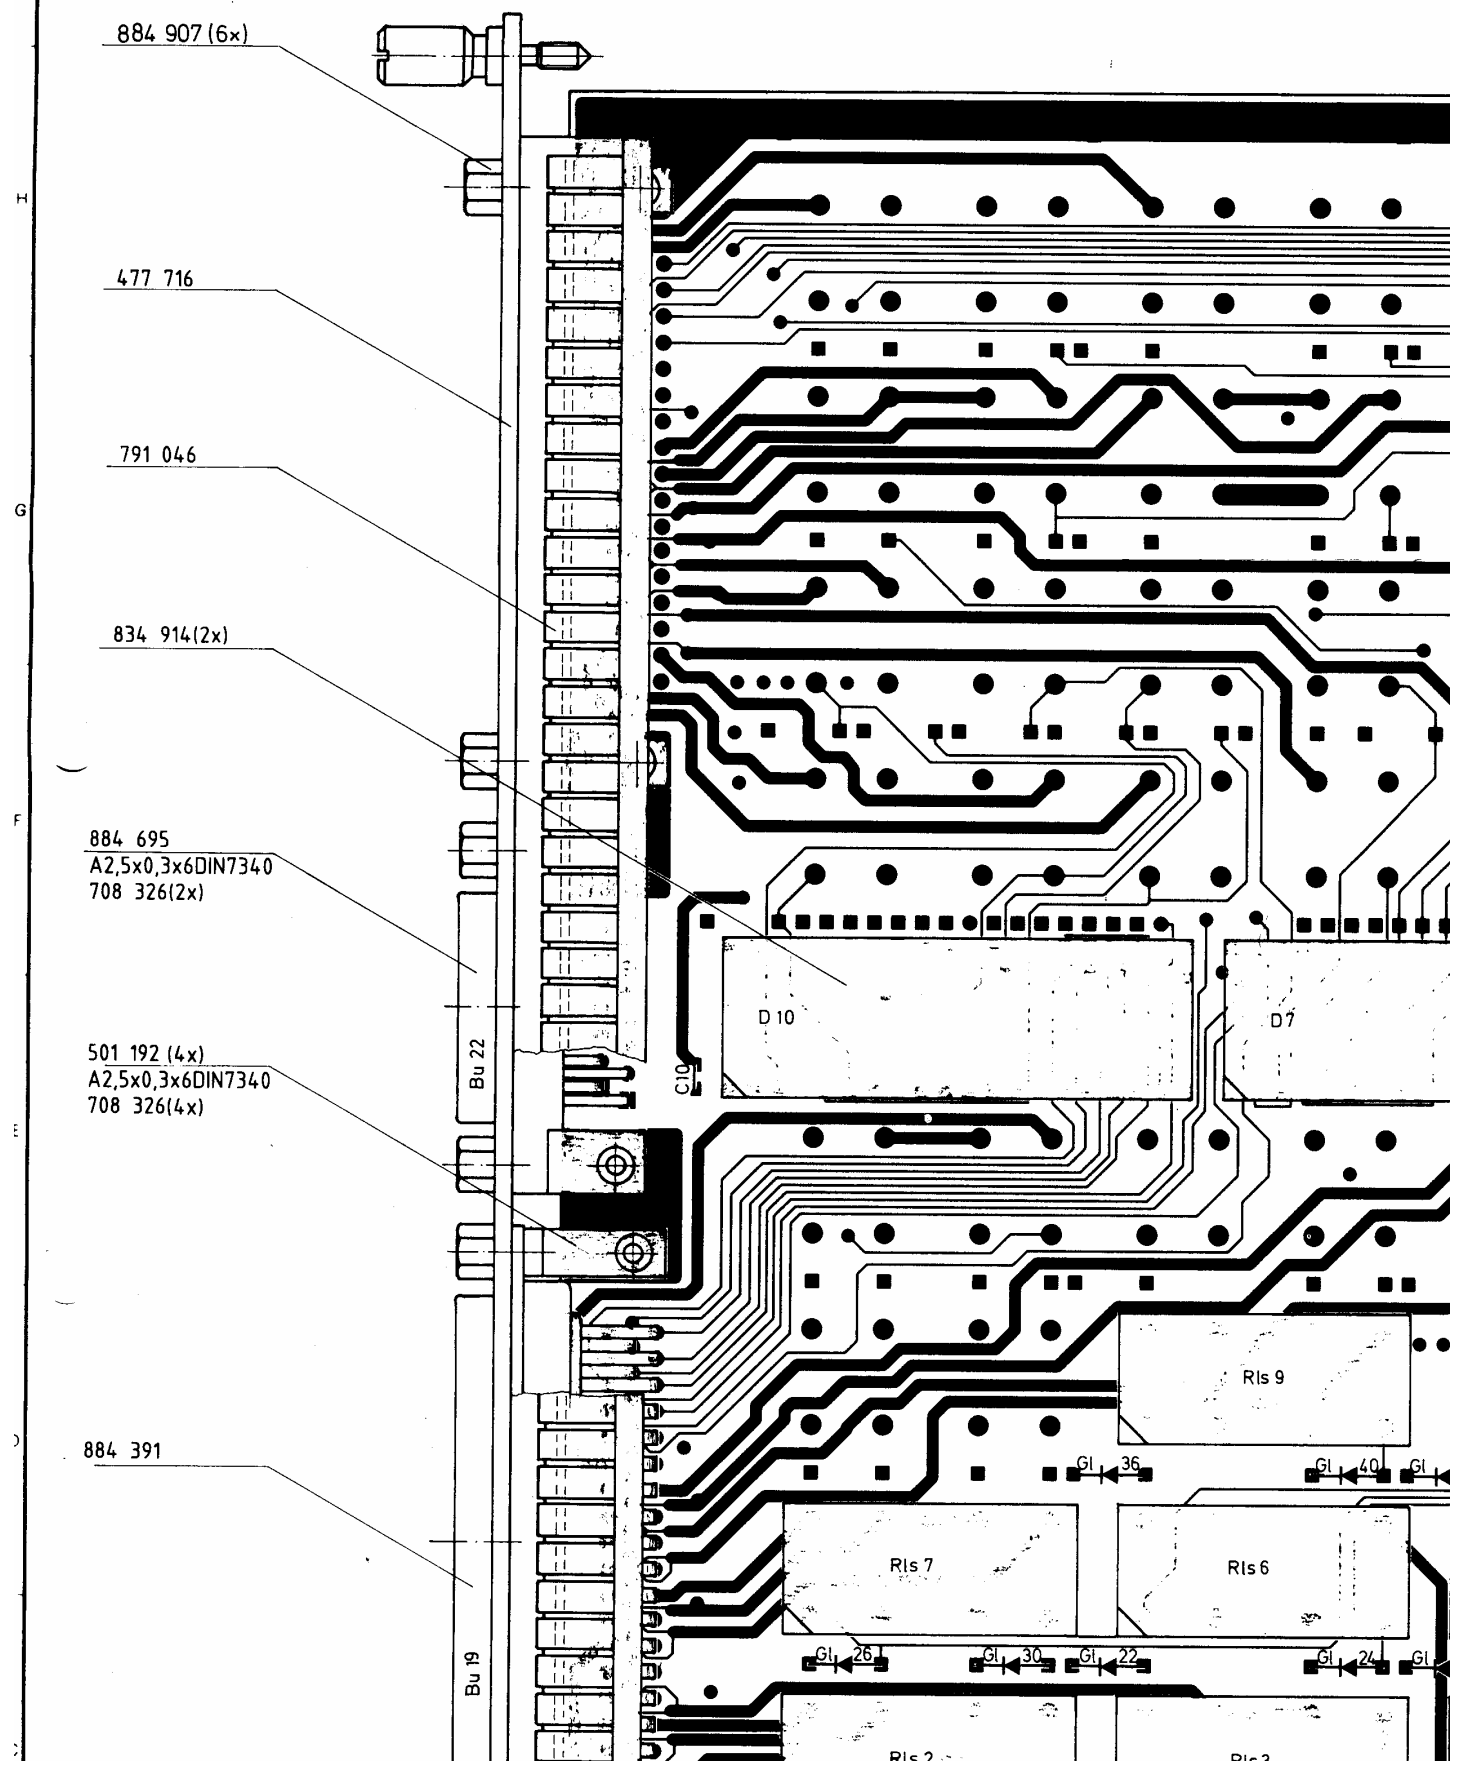 884 907 (6x)
H
477 716
791 046
G
834 914(2x)
F
884 695
A2,5x0,3x6DIN7340
708 326(2x)
D 10
D7
Bu 22
C10
501 192 (4x)
A2,5x0,3x6DIN7340
708 326(4x)
E
Rls 9
884 391
Gl 36
Gl 40
Gl
Rls 7
Rls 6
Gl 26
Gl 30
Gl 22
Gl 24
Gl
Bu 19
Rls 2
Rls 3